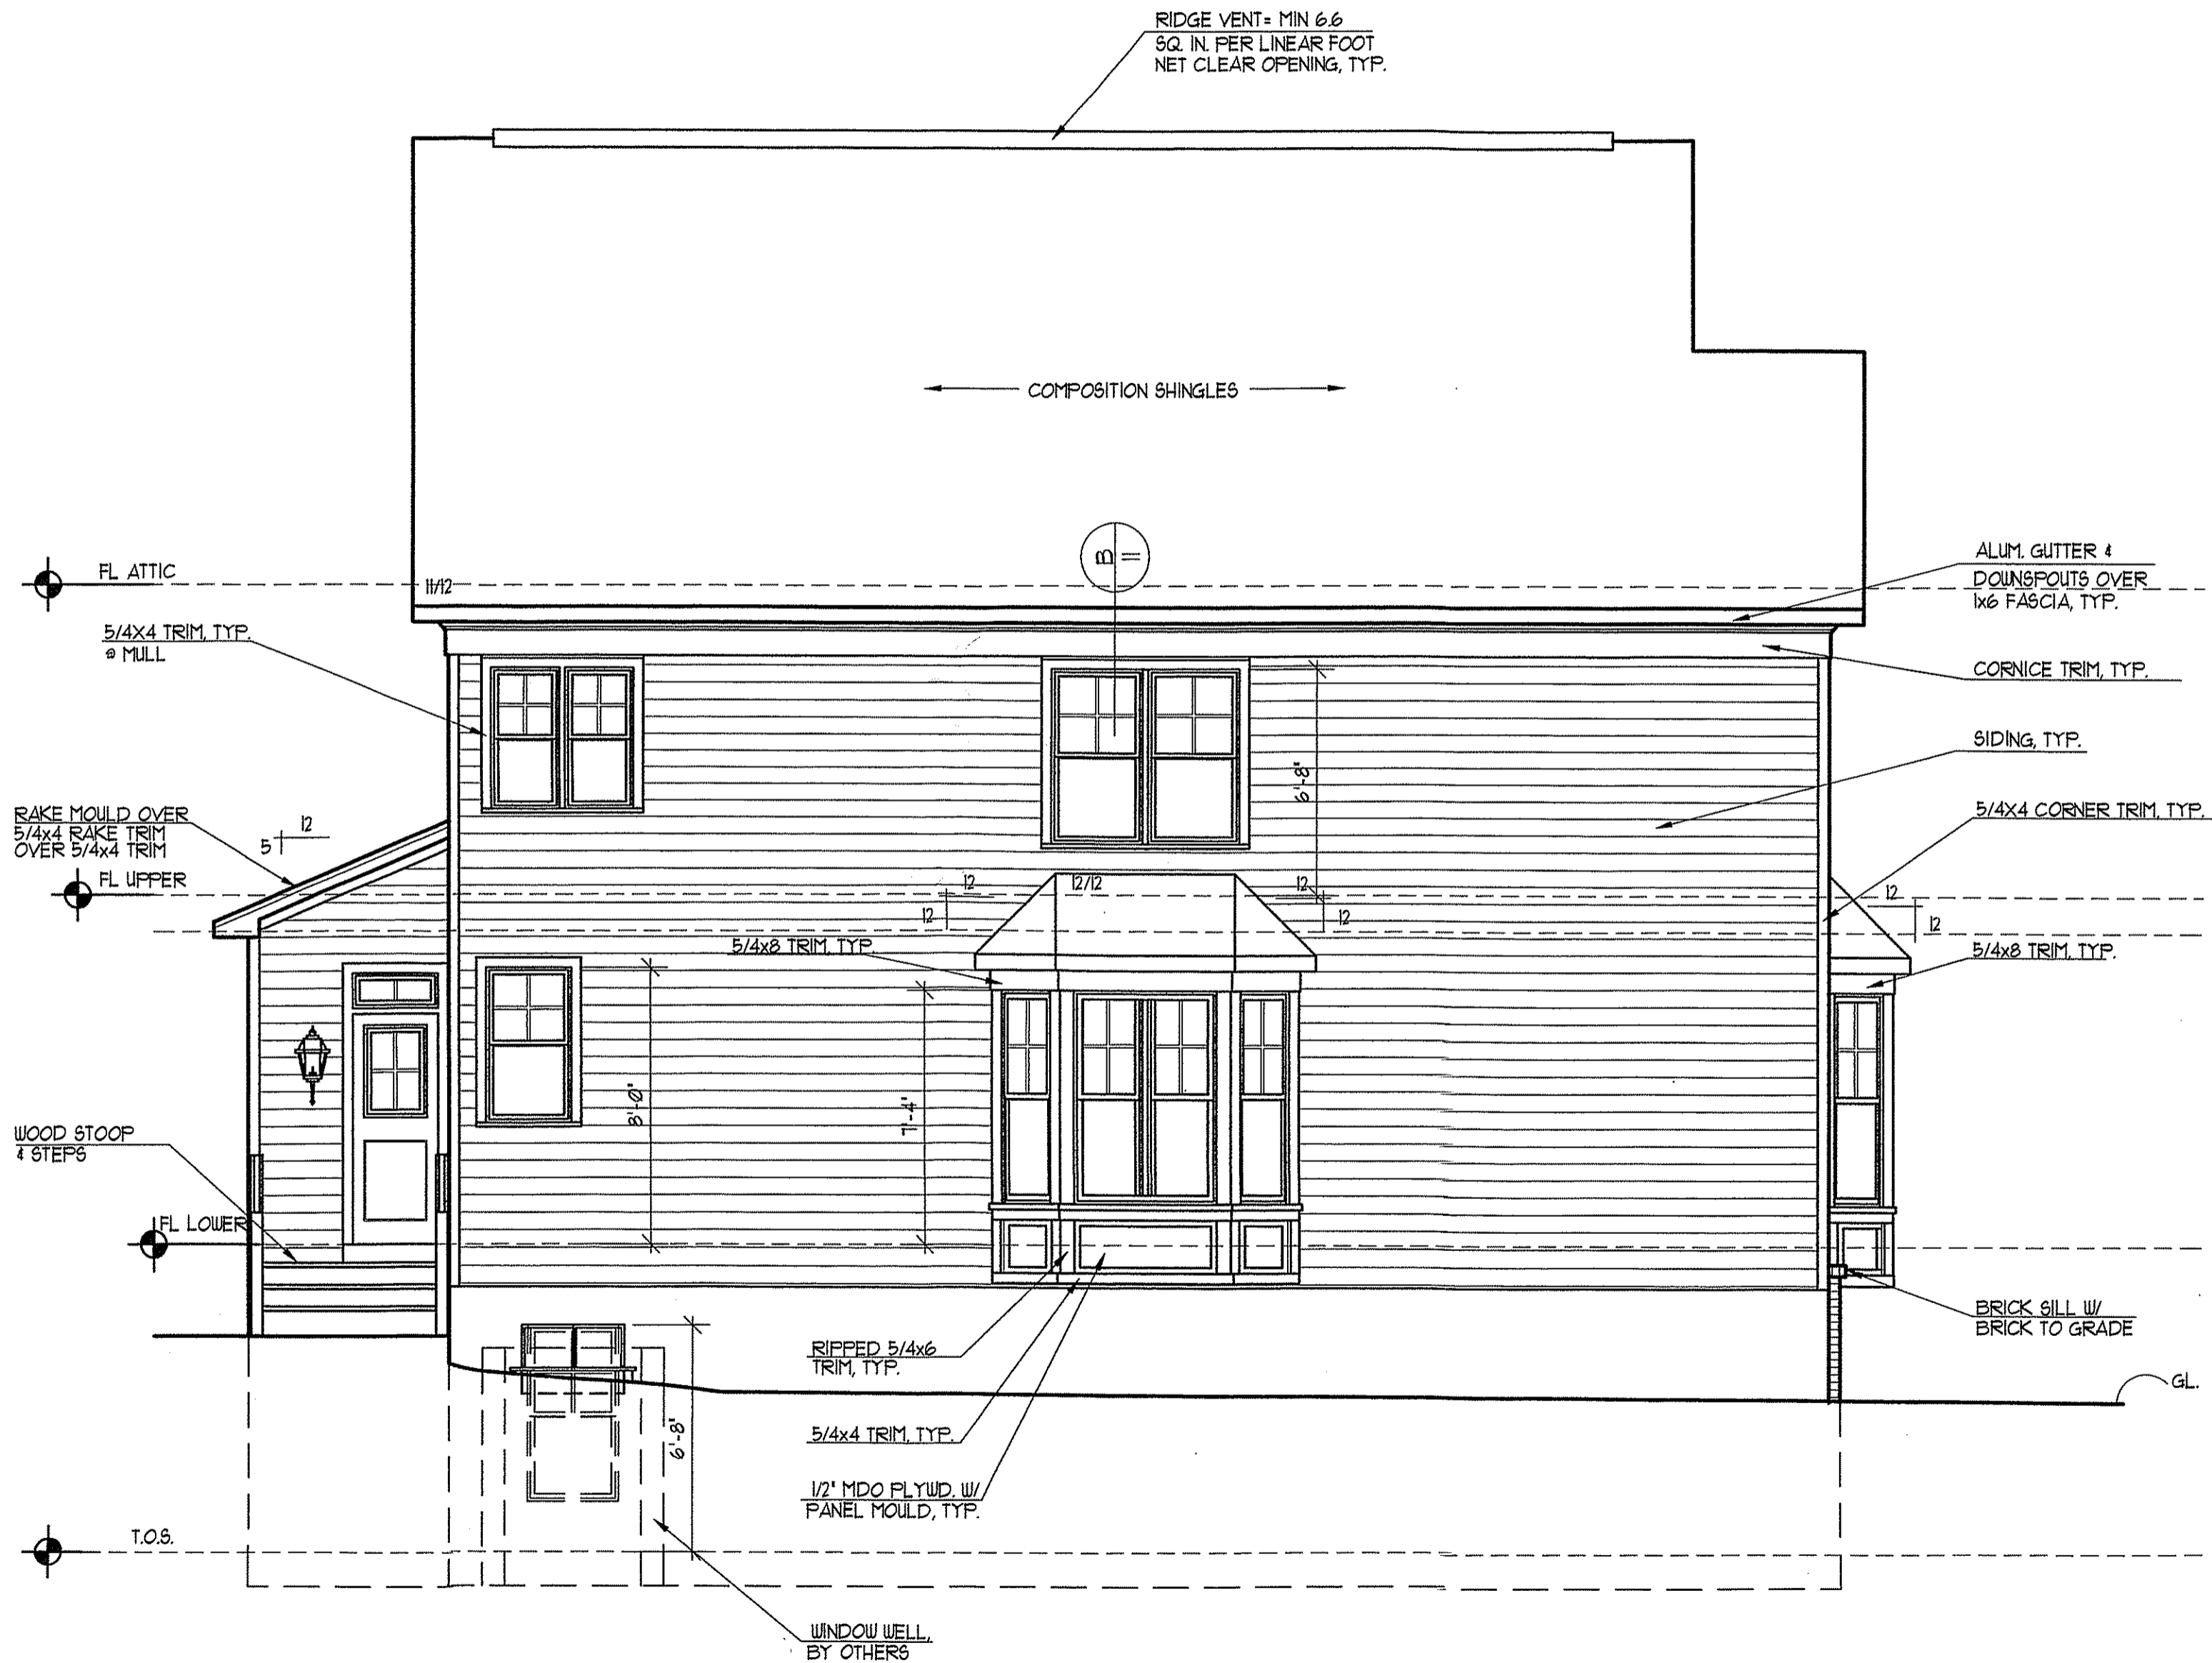 RIDGE VENT= MIN 6.6
SQ. IN. PER LINEAR FOOT
NET CLEAR OPENING, TYP.
COMPOSITION SHINGLES
B
11
FL ATTIC
11/12
ALUM. GUTTER &
DOWNSPOUTS OVER
1x6 FASCIA, TYP.
5/4X4 TRIM, TYP.
@ MULL
CORNICE TRIM, TYP.
SIDING, TYP.
6'-8"
RAKE MOULD OVER
5/4x4 RAKE TRIM
OVER 5/4x4 TRIM
12
5
5/4X4 CORNER TRIM, TYP.
FL UPPER
12
12
12/12
12
12
12
12
5/4x8 TRIM, TYP.
5/4x8 TRIM, TYP.
8'-0"
7'-4"
WOOD STOOP
& STEPS
FL LOWER
BRICK SILL W/
BRICK TO GRADE
RIPPED 5/4x6
TRIM, TYP.
GL.
6'-8"
5/4x4 TRIM, TYP.
1/2" MDO PLYWD. W/
PANEL MOULD, TYP.
T.O.S.
WINDOW WELL,
BY OTHERS